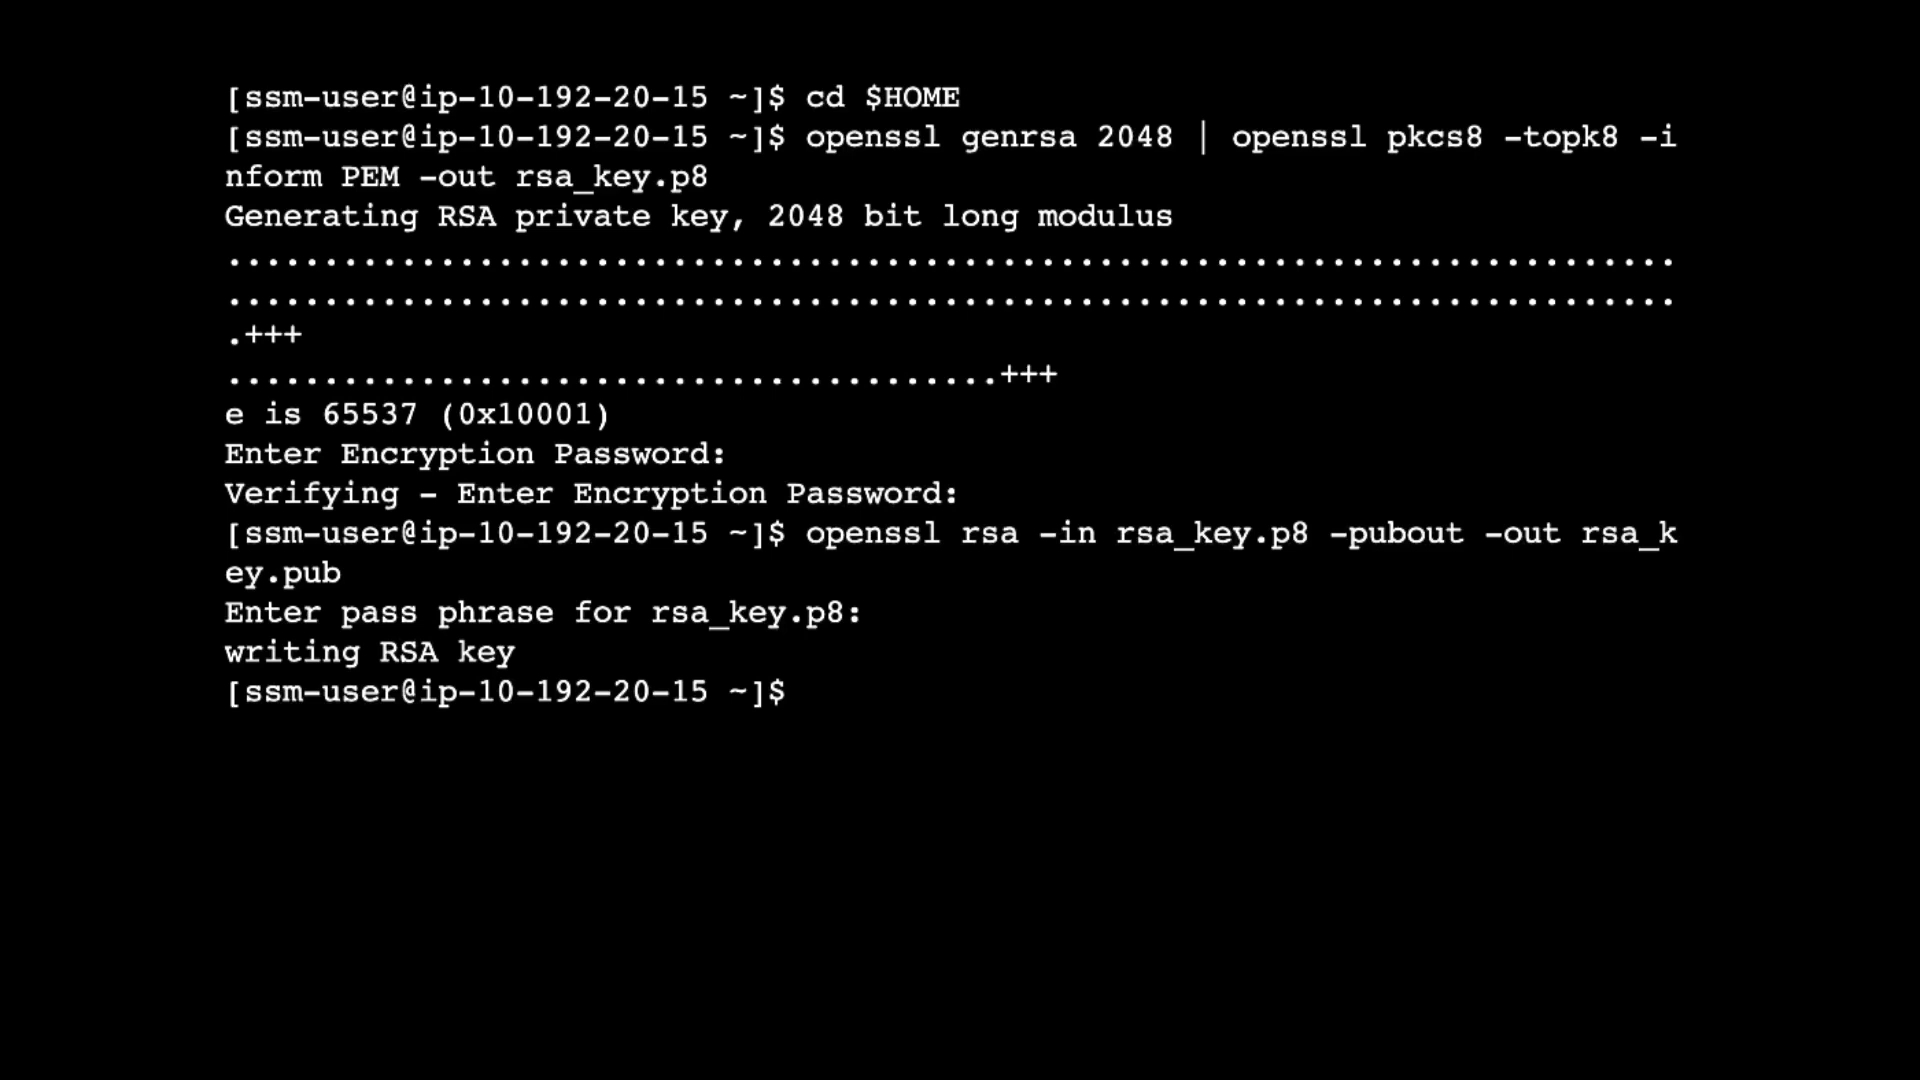 [ssm-user@ip-10-192-20-15 ~]$ cd $HOME
[ssm-user@ip-10-192-20-15 ~]$ openssl genrsa 2048 | openssl pkcs8 -topk8 -i
nform PEM -out rsa_key.p8
Generating RSA private key, 2048 bit long modulus
...........................................................................
...........................................................................
.+++
........................................+++
e is 65537 (0x10001)
Enter Encryption Password:
Verifying - Enter Encryption Password:
[ssm-user@ip-10-192-20-15 ~]$ openssl rsa -in rsa_key.p8 -pubout -out rsa_k
ey.pub
Enter pass phrase for rsa_key.p8:
writing RSA key
[ssm-user@ip-10-192-20-15 ~]$